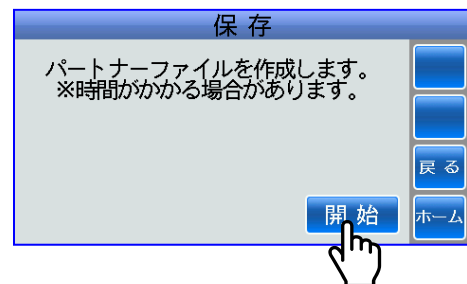 保存
パートナーファイルを作成します。
※時間がかかる場合があります。
戻る
開始
ホーム